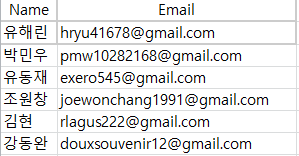 Name Email
유해린 hryu41678@gmail.com
박민우 pmw10282168@gmail.com
유동재 exero545@gmail.com
조원창 joewonchang1991@gmail.com
김현 rlagus222@gmail.com
강동완 douxsouvenir12@gmail.com